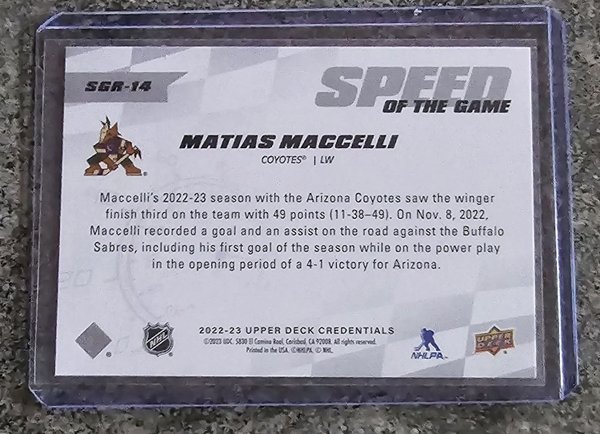 SGR-14
SPEED
OF THE GAME
MATIAS MACCELLI
COYOTES® | LW
Maccelli's 2022-23 season with the Arizona Coyotes saw the winger
finish third on the team with 49 points (11-38–49). On Nov. 8, 2022,
Maccelli recorded a goal and an assist on the road against the Buffalo
Sabres, including his first goal of the season while on the power play
in the opening period of a 4-1 victory for Arizona.
2022-23 UPPER DECK CREDENTIALS
©2023 UDC, 5830 El Camino Real, Carlsbad, CA 92008. All rights reserved.
Printed in the USA. ©NHLPA. © NHL.
NHL
NHLPA
UPPER
DECK